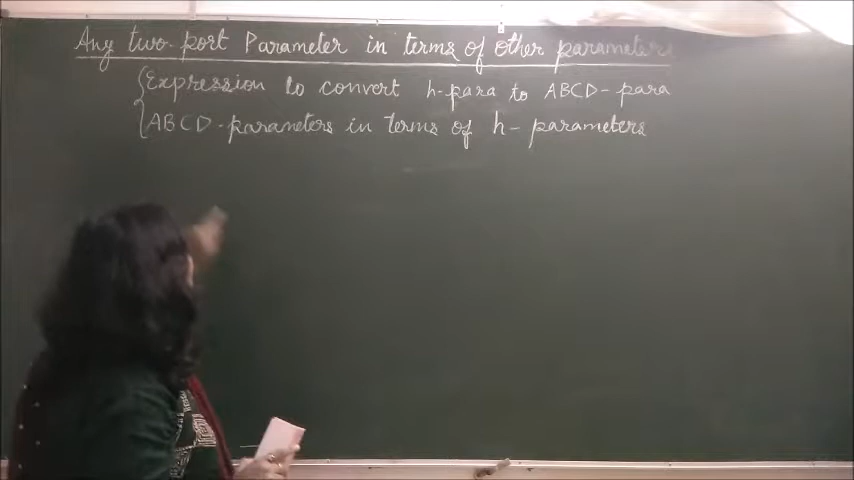 Any two-port Parameter in terms of Other parameters
Expression to convert h-para to ABCD-para
ABCD-parameters in terms of h-parameters